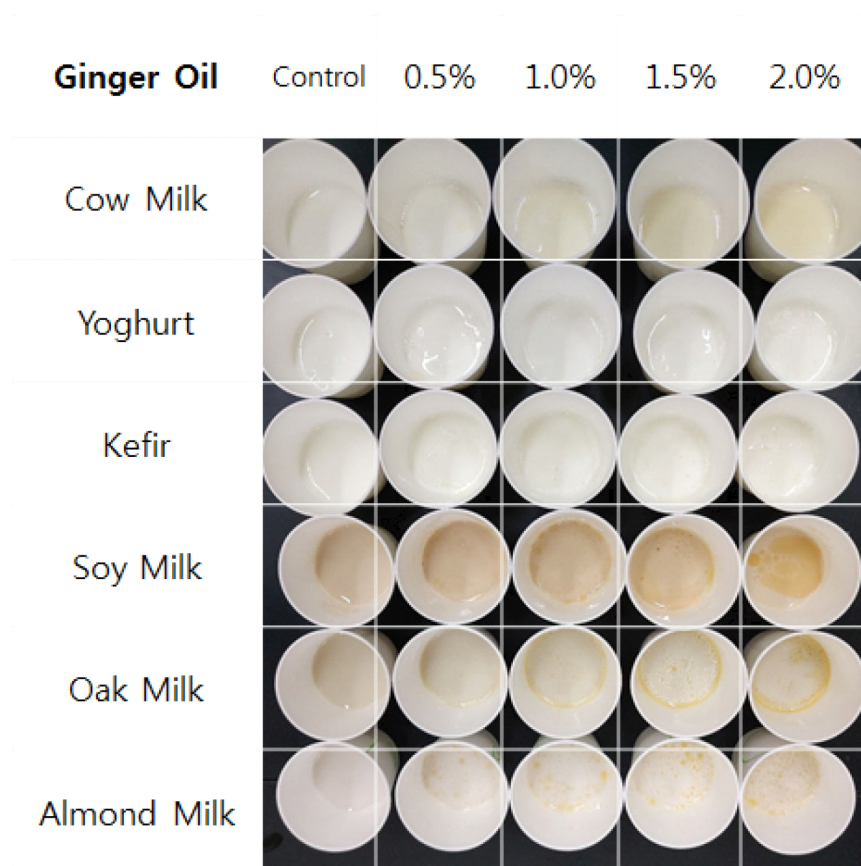 Ginger Oil Control 0.5% 1.0% 1.5% 2.0%
Cow Milk
Yoghurt
Kefir
Soy Milk
Oak Milk
Almond Milk